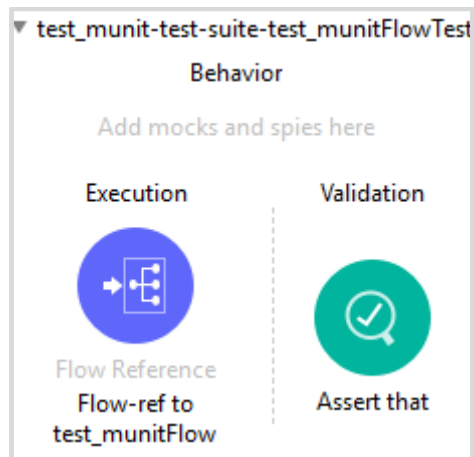 test_munit-test-suite-test_munitFlowTest
Behavior
Add mocks and spies here
Execution
Validation
Flow Reference
Flow-ref to
test_munitFlow
Assert that